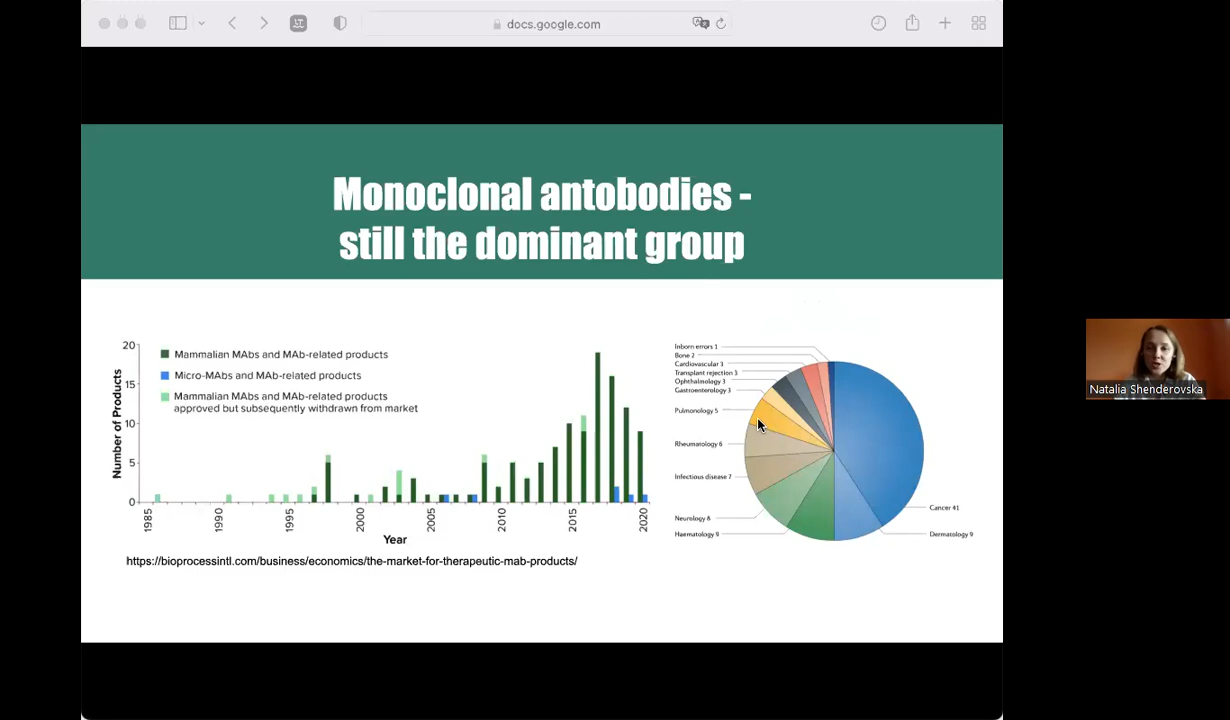 docs.google.com
Monoclonal antobodies -
still the dominant group
20
15
10
5
0
Number of Products
Mammalian MAbs and MAb-related products
Micro-MAbs and MAb-related products
Mammalian MAbs and MAb-related products
approved but subsequently withdrawn from market
1985
1990
1995
2000
2005
2010
2015
2020
Year
https://bioprocessintl.com/business/economics/the-market-for-therapeutic-mab-products/
Inborn errors 1
Bone 2
Cardiovascular 3
Transplant rejection 3
Ophthalmology 3
Gastroenterology 3
Pulmonology 5
Rheumatology 6
Infectious disease 7
Neurology 8
Haematology 9
Cancer 41
Dermatology 9
Natalia Shenderovska